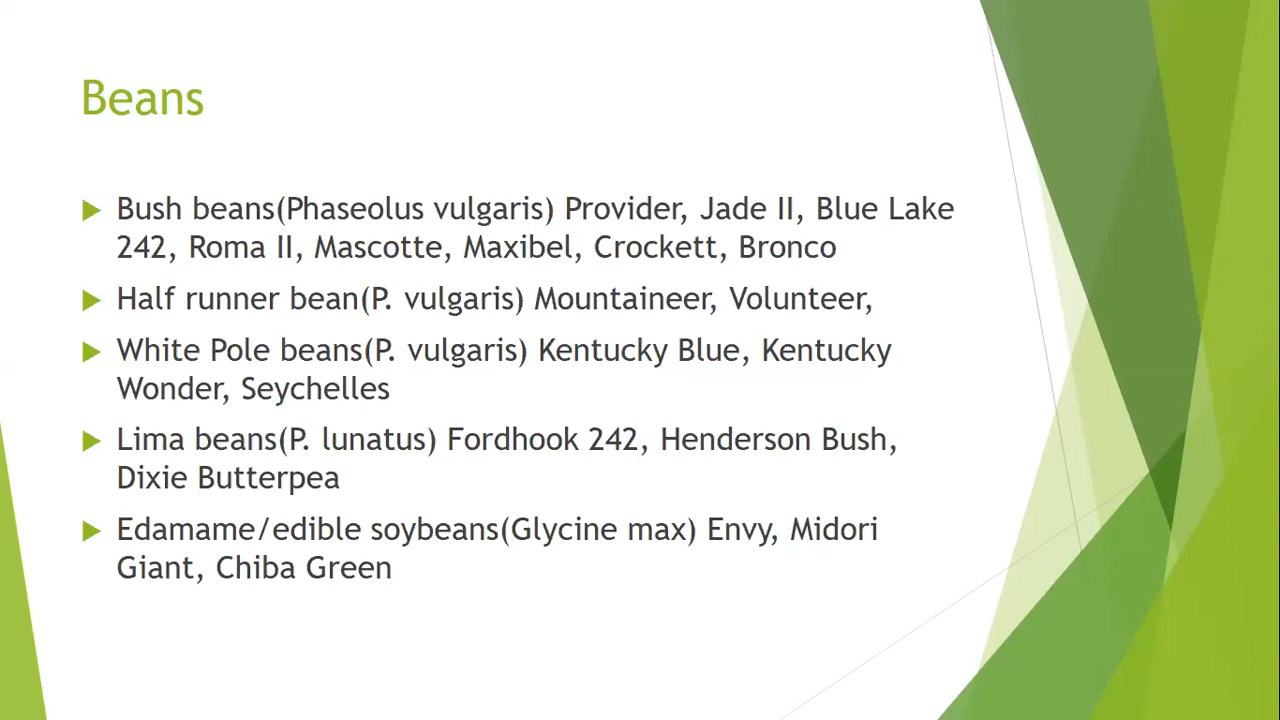 Beans
Bush beans(Phaseolus vulgaris) Provider, Jade II, Blue Lake
242, Roma II, Mascotte, Maxibel, Crockett, Bronco
Half runner bean(P. vulgaris) Mountaineer, Volunteer,
White Pole beans(P. vulgaris) Kentucky Blue, Kentucky
Wonder, Seychelles
Lima beans(P. lunatus) Fordhook 242, Henderson Bush,
Dixie Butterpea
Edamame/edible soybeans(Glycine max) Envy, Midori
Giant, Chiba Green